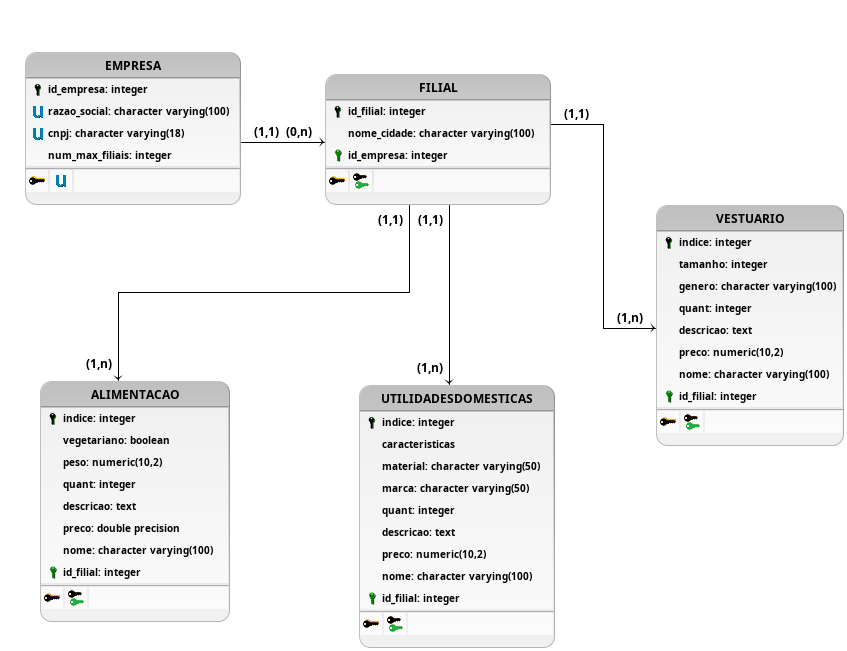 EMPRESA
id_empresa: integer
razao_social: character varying(100)
cnpj: character varying(18)
num_max_filiais: integer
(1,1) (0,n)
FILIAL
id_filial: integer
nome_cidade: character varying(100)
id_empresa: integer
(1,1)
(1,1)
(1,1)
(1,n)
(1,n)
(1,n)
VESTUARIO
indice: integer
tamanho: integer
genero: character varying(100)
quant: integer
descricao: text
preco: numeric(10,2)
nome: character varying(100)
id_filial: integer
ALIMENTACAO
indice: integer
vegetariano: boolean
peso: numeric(10,2)
quant: integer
descricao: text
preco: double precision
nome: character varying(100)
id_filial: integer
UTILIDADESDOMESTICAS
indice: integer
caracteristicas
material: character varying(50)
marca: character varying(50)
quant: integer
descricao: text
preco: numeric(10,2)
nome: character varying(100)
id_filial: integer